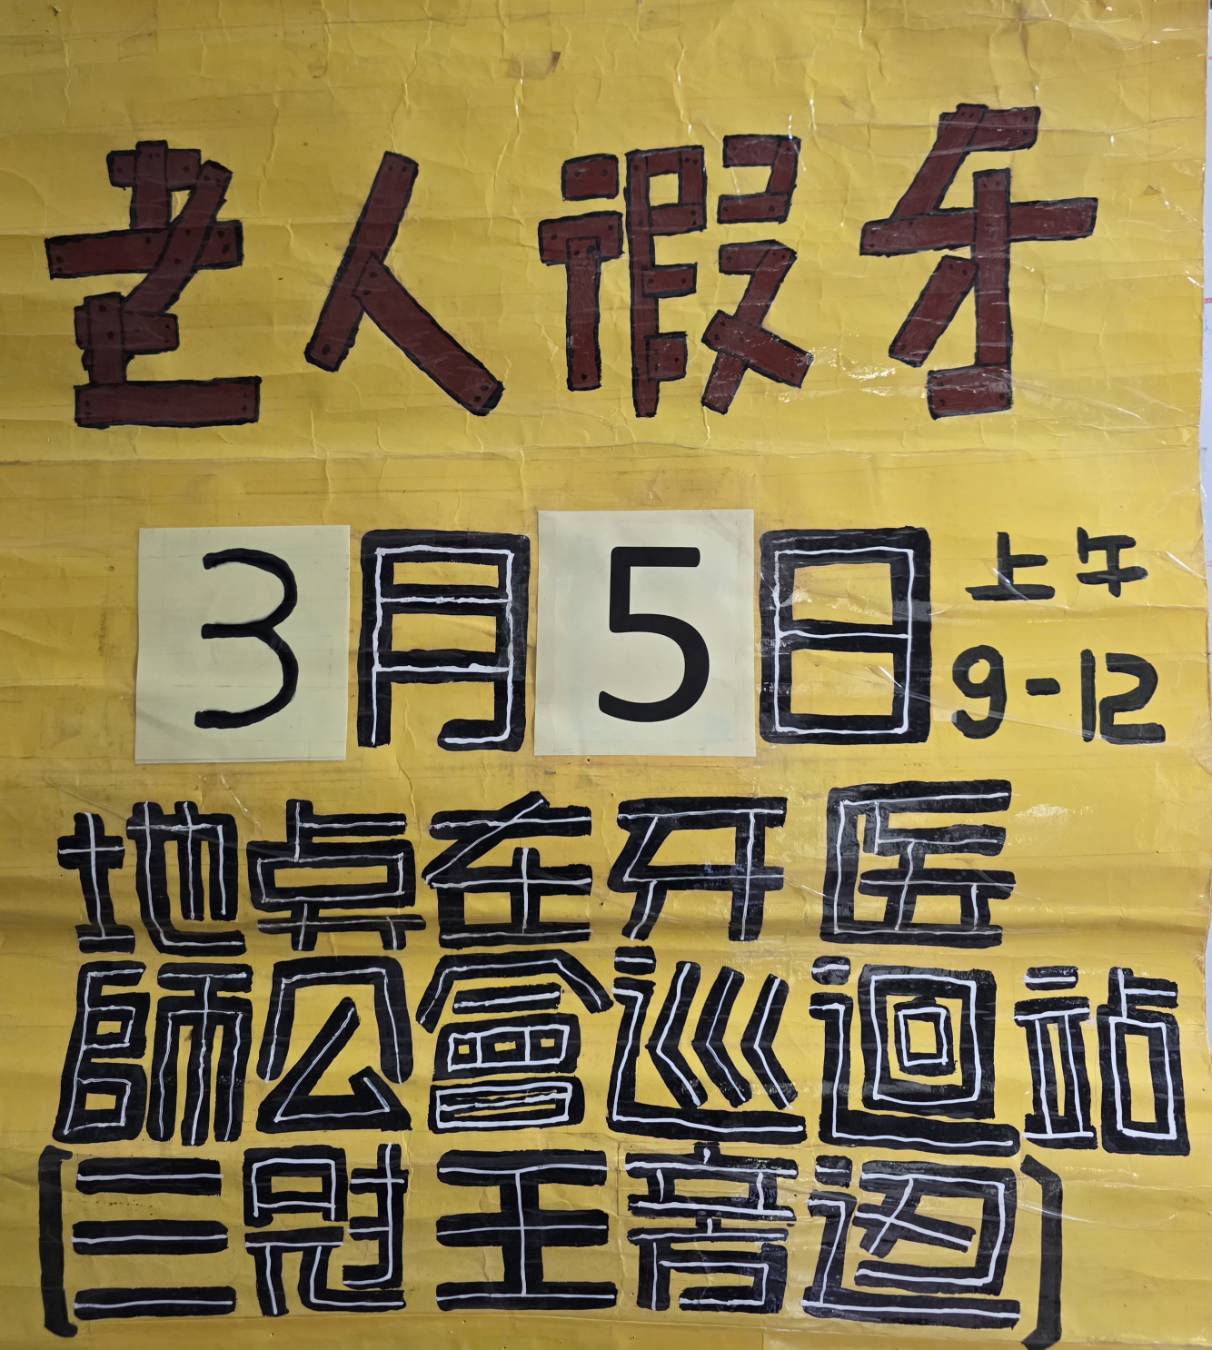 老人假牙
3月5日 上午
9-12
地点在牙医
師公會巡迴站
(三冠王旁边)